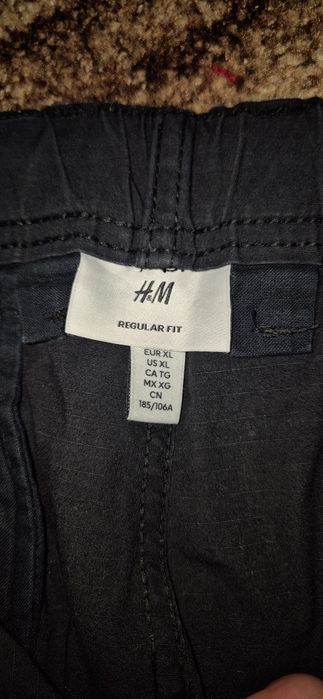 H&M
REGULAR FIT
EUR XL
US XL
CA TG
MX XG
CN
185/106A